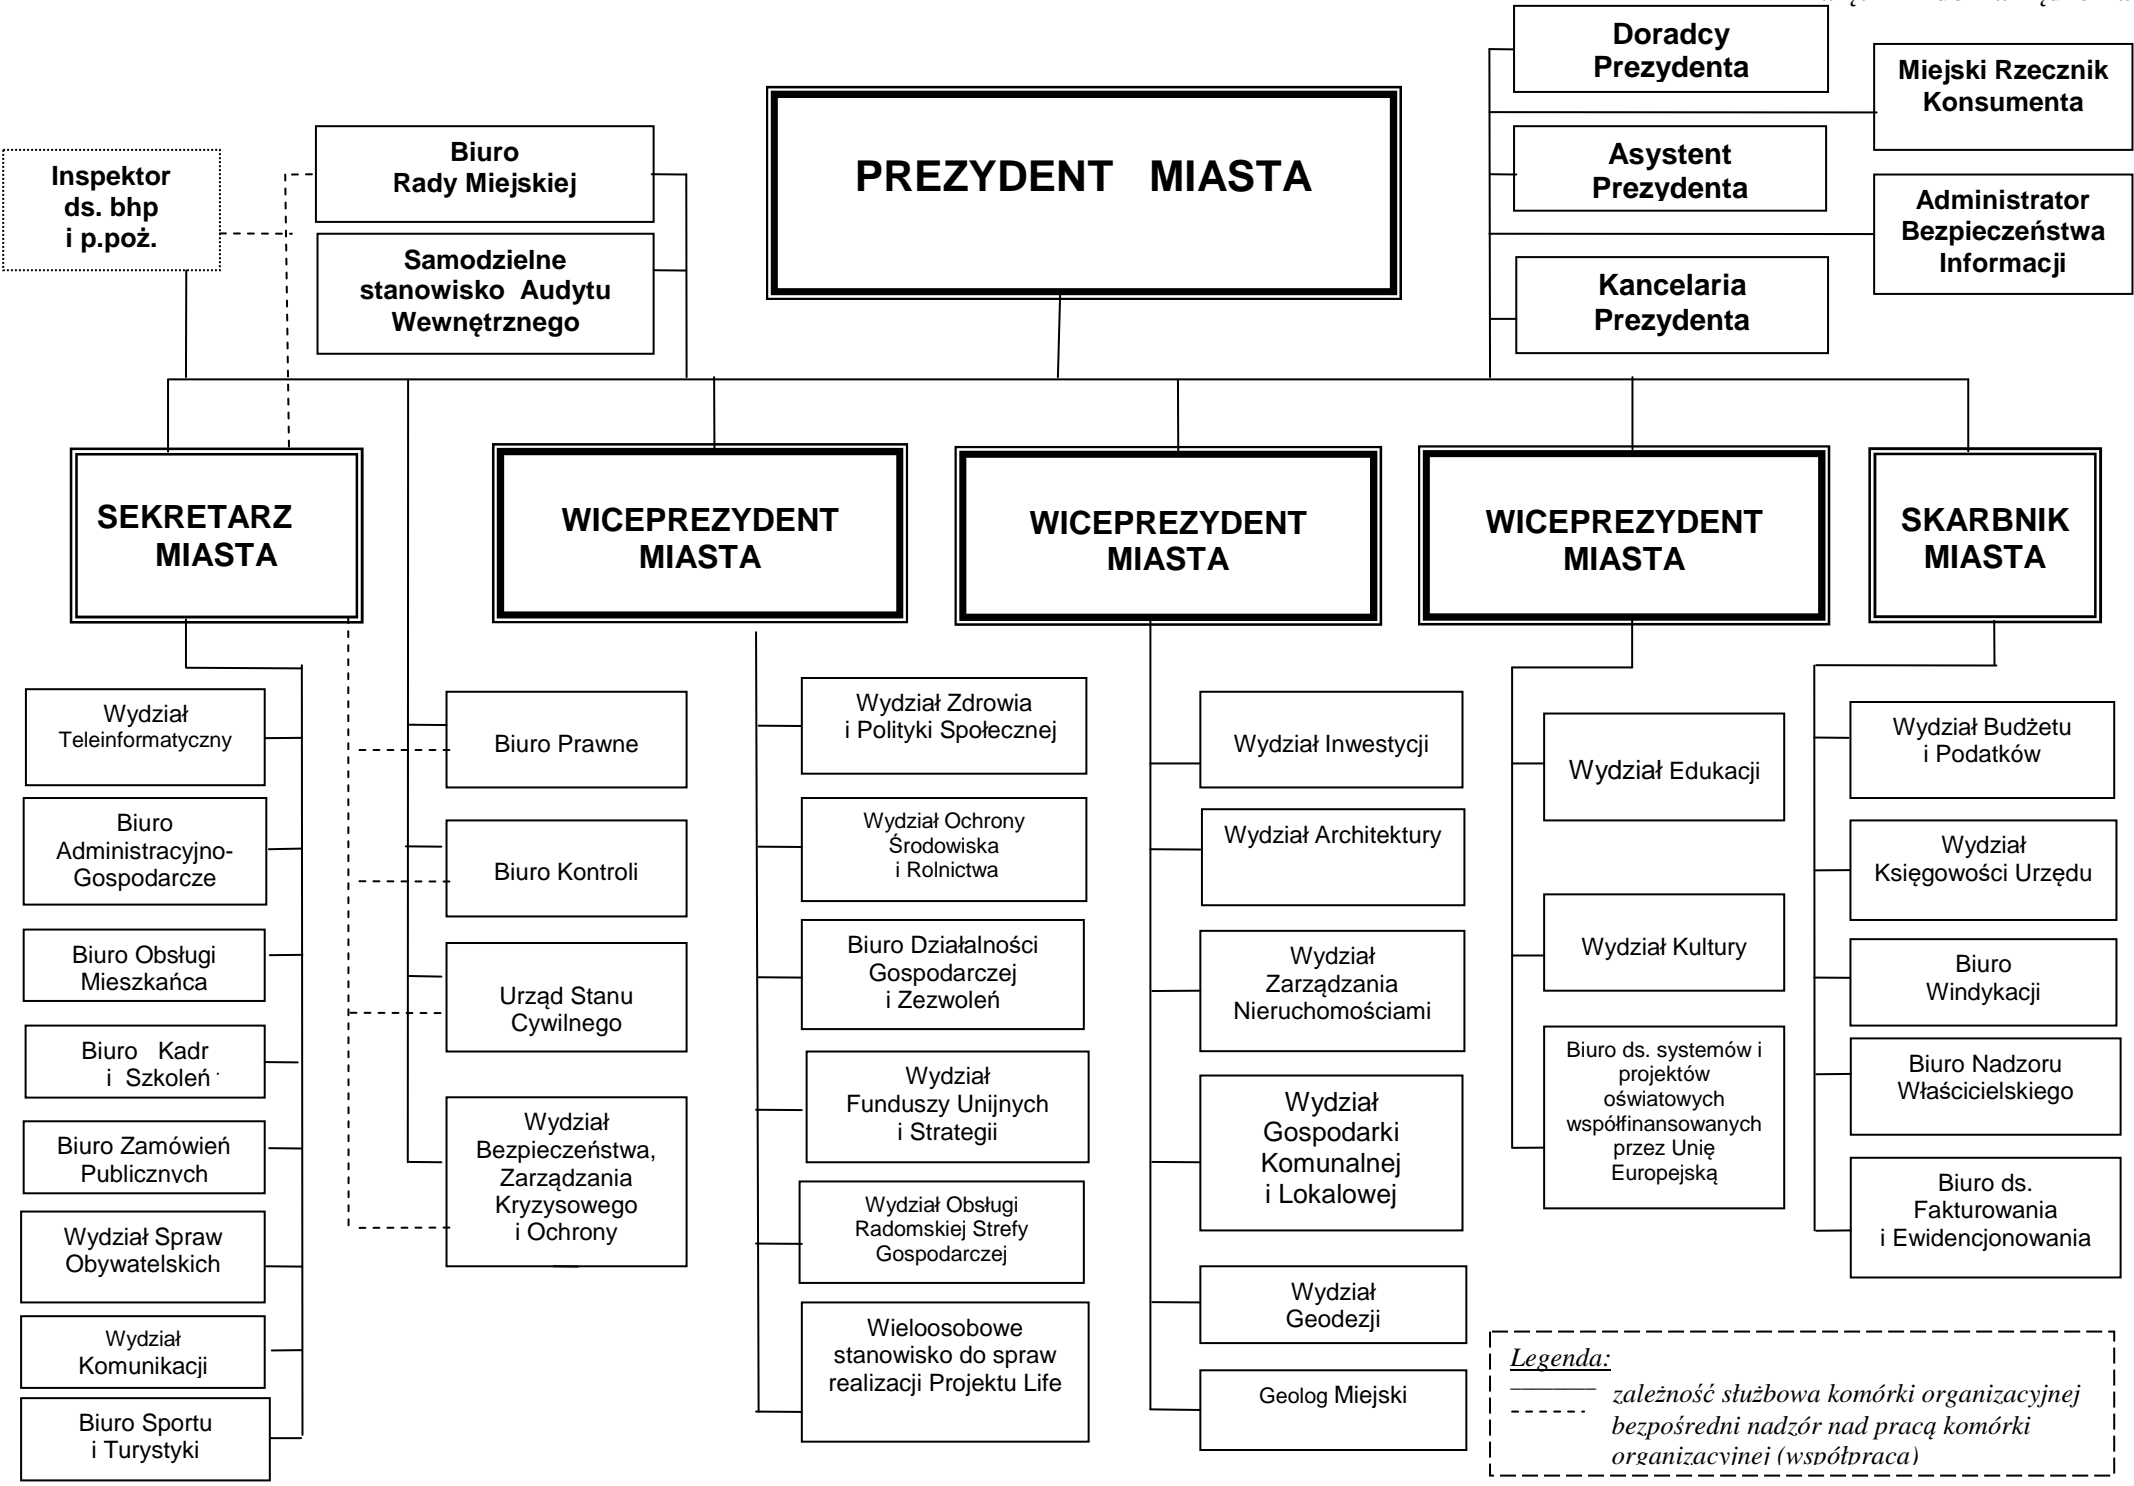 Doradcy
Prezydenta
Miejski Rzecznik
Konsumenta
PREZYDENT MIASTA
Biuro
Rady Miejskiej
Asystent
Prezydenta
Inspektor
ds. bhp
i p.poż.
Administrator
Bezpieczeństwa
Informacji
Samodzielne
stanowisko Audytu
Wewnętrznego
Kancelaria
Prezydenta
SEKRETARZ
MIASTA
WICEPREZYDENT
MIASTA
WICEPREZYDENT
MIASTA
WICEPREZYDENT
MIASTA
SKARBNIK
MIASTA
Wydział
Teleinformatyczny
Biuro
Administracyjno-
Gospodarcze
Biuro Obsługi
Mieszkańca
Biuro Kadr
i Szkoleń
Biuro Zamówień
Publicznych
Wydział Spraw
Obywatelskich
Wydział
Komunikacji
Biuro Sportu
i Turystyki
Biuro Prawne
Biuro Kontroli
Urząd Stanu
Cywilnego
Wydział
Bezpieczeństwa,
Zarządzania
Kryzysowego
i Ochrony
Wydział Zdrowia
i Polityki Społecznej
Wydział Ochrony
Środowiska
i Rolnictwa
Biuro Działalności
Gospodarczej
i Zezwoleń
Wydział
Funduszy Unijnych
i Strategii
Wydział Obsługi
Radomskiej Strefy
Gospodarczej
Wieloosobowe
stanowisko do spraw
realizacji Projektu Life
Wydział Inwestycji
Wydział Architektury
Wydział
Zarządzania
Nieruchomościami
Wydział
Gospodarki
Komunalnej
i Lokalowej
Wydział
Geodezji
Geolog Miejski
Wydział Edukacji
Wydział Kultury
Biuro ds. systemów i
projektów
oświatowych
współfinansowanych
przez Unię
Europejską
Wydział Budżetu
i Podatków
Wydział
Księgowości Urzędu
Biuro
Windykacji
Biuro Nadzoru
Właścicielskiego
Biuro ds.
Fakturowania
i Ewidencjonowania
Legenda:
zależność służbowa komórki organizacyjnej
bezpośredni nadzór nad pracą komórki
organizacyjnej (współpraca)